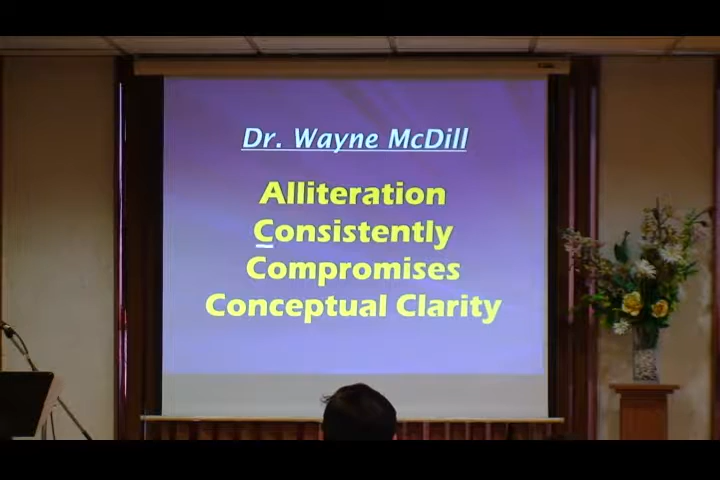 Dr. Wayne McDill
Alliteration
Consistently
Compromises
Conceptual Clarity